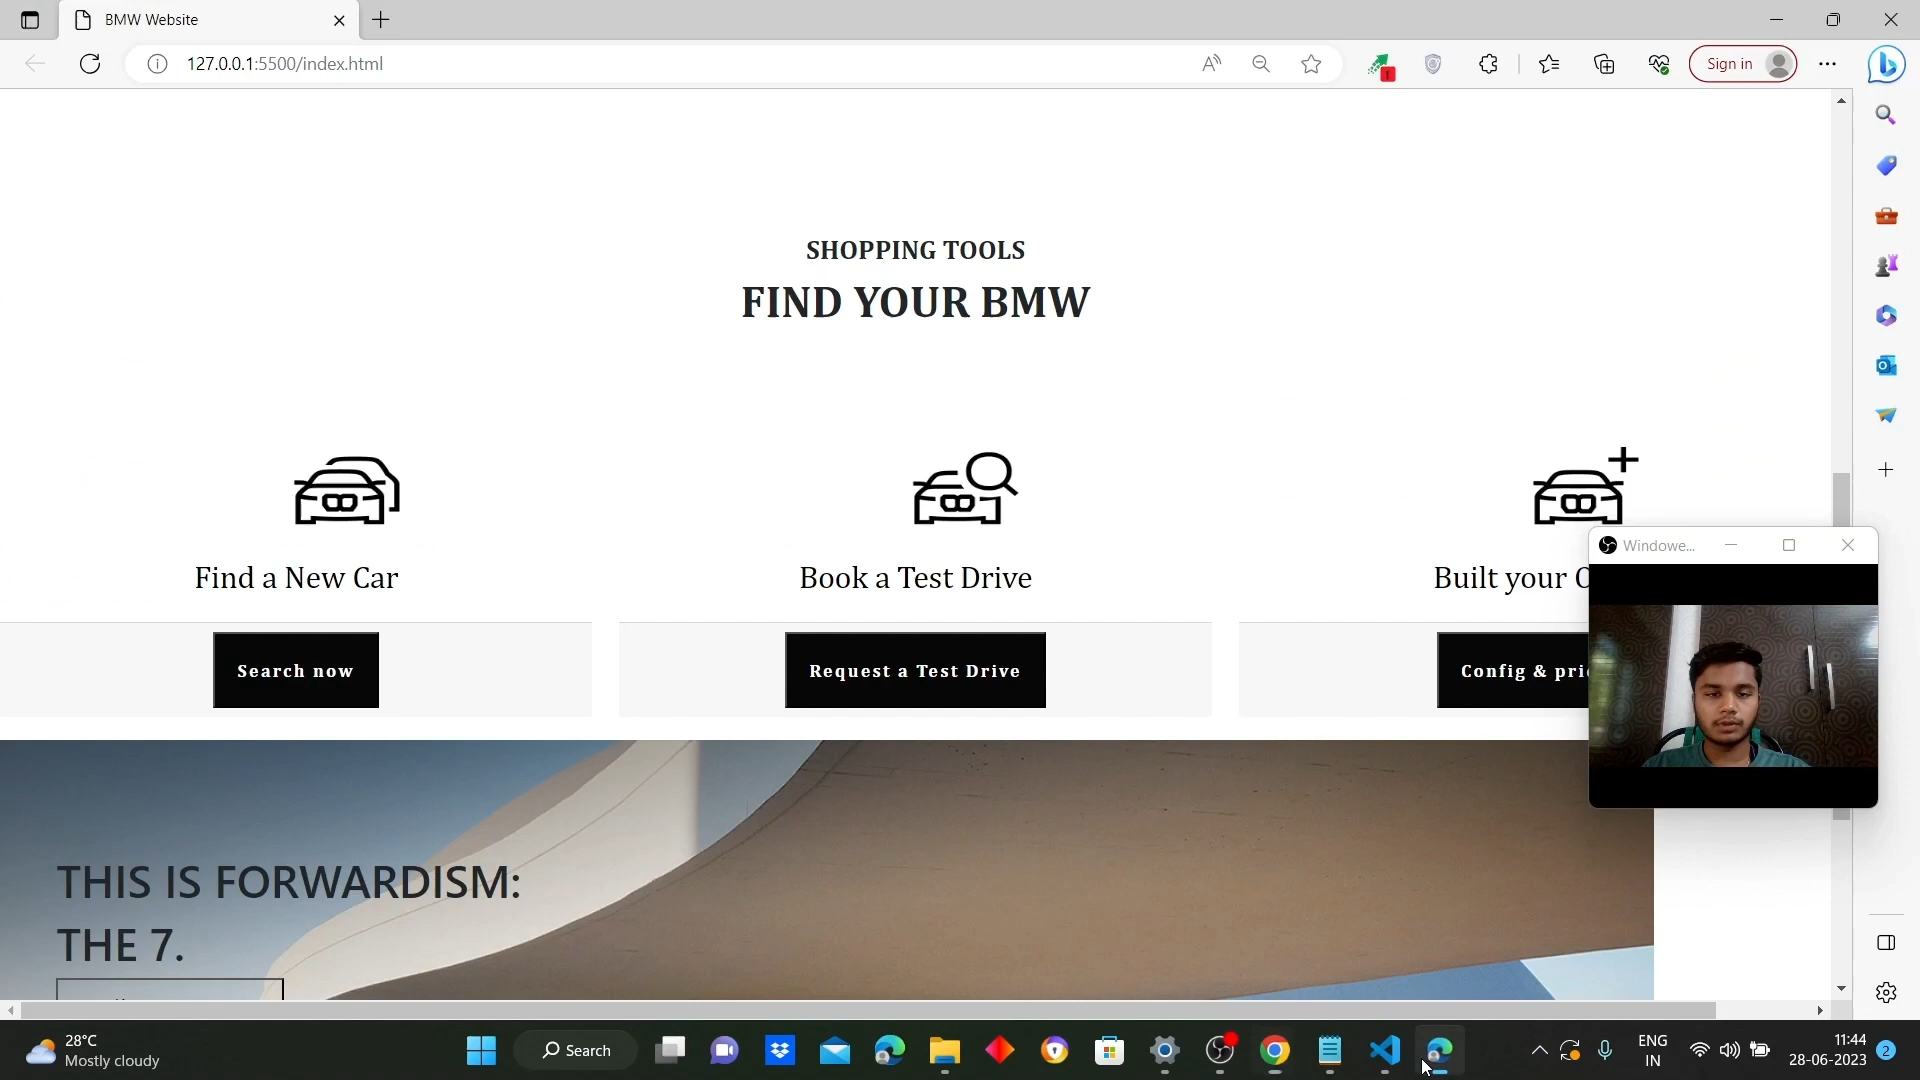 BMW Website
127.0.0.1:5500/index.html
Sign in
SHOPPING TOOLS
FIND YOUR BMW
Find a New Car
Book a Test Drive
Built your
Search now
Request a Test Drive
Config &
Windowe...
THIS IS FORWARDISM:
THE 7.
28°C
Mostly cloudy
Search
ENG
IN
11:44
28-06-2023
2